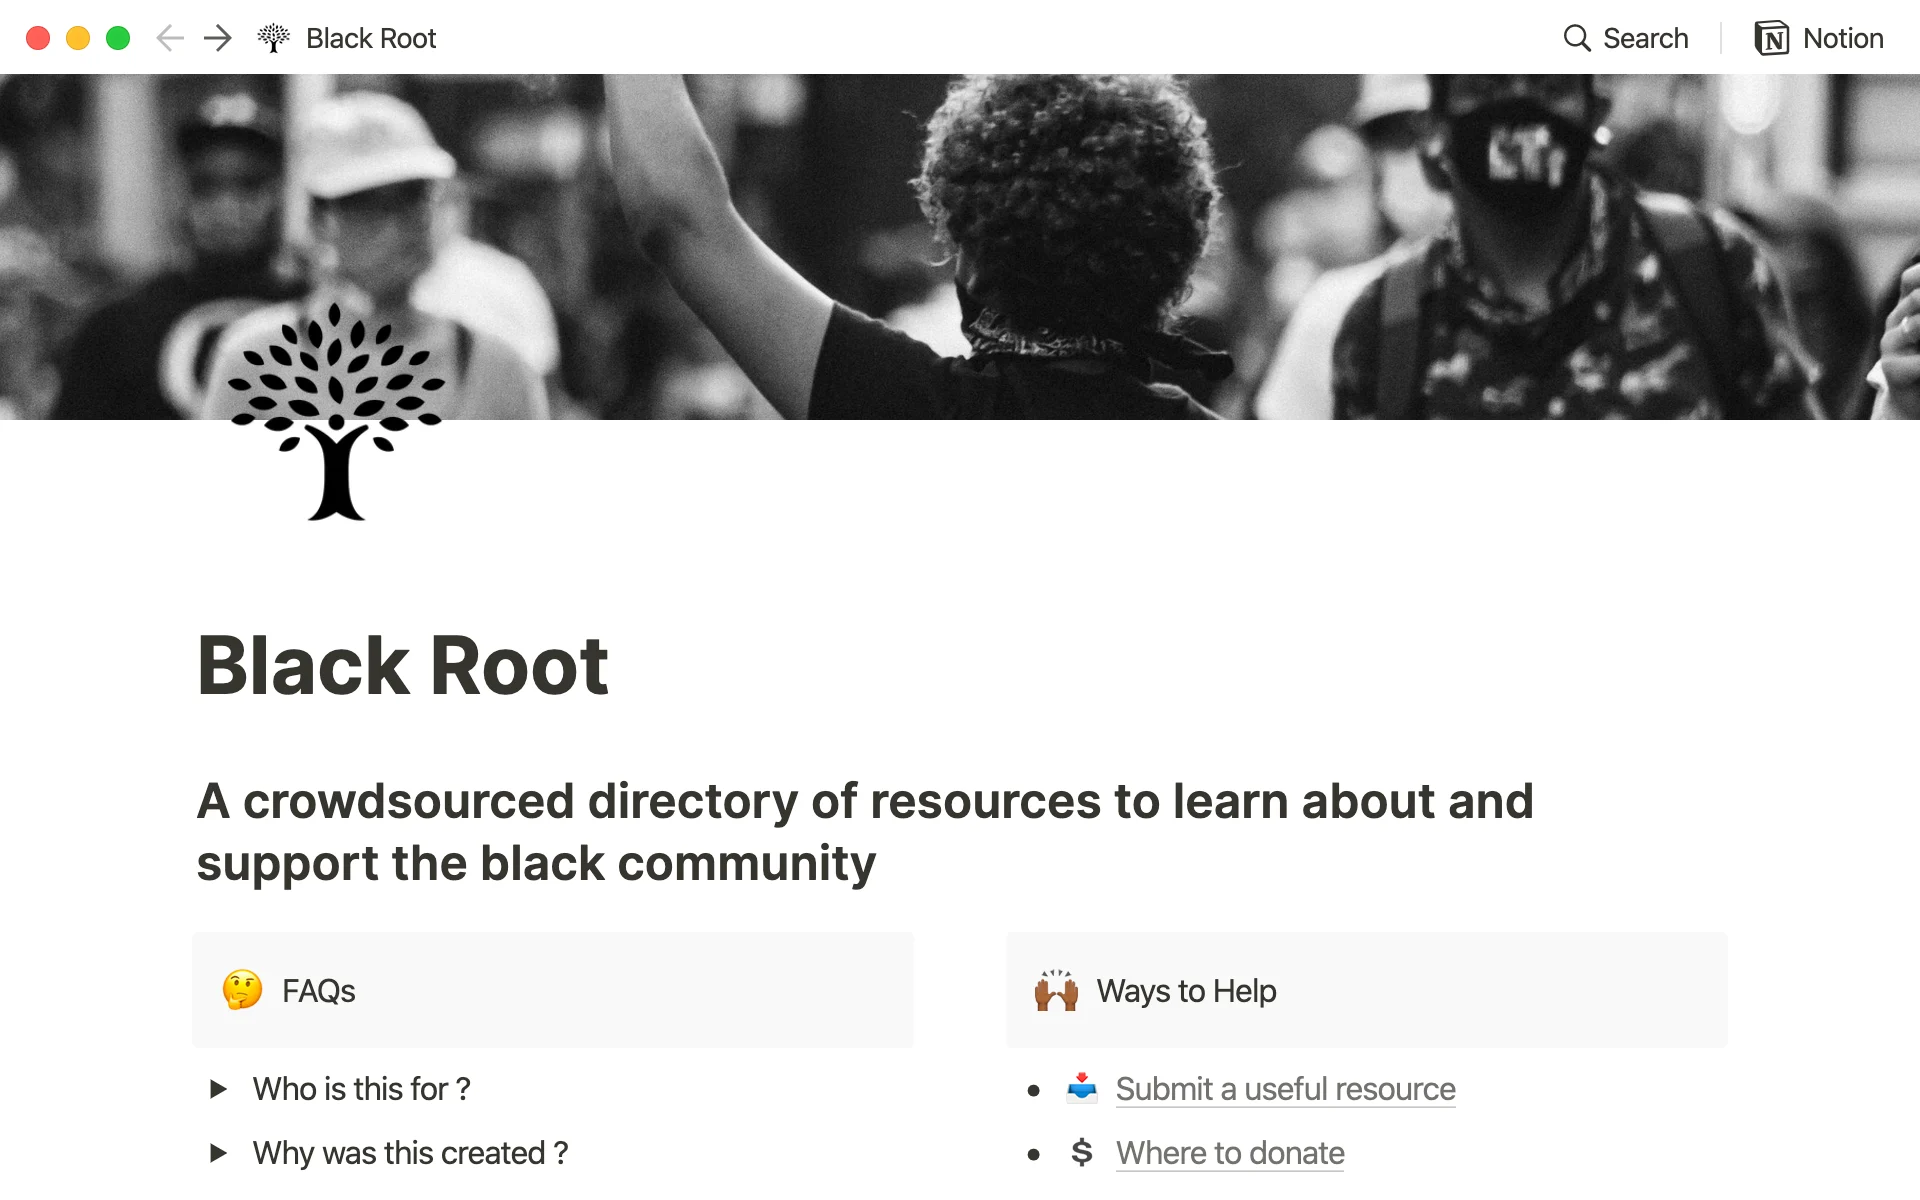 Black Root
Search
Notion
Black Root
A crowdsourced directory of resources to learn about and
support the black community
🤔 FAQs
🙌🏾 Ways to Help
▶ Who is this for ?
• 📥 Submit a useful resource
▶ Why was this created ?
• $ Where to donate